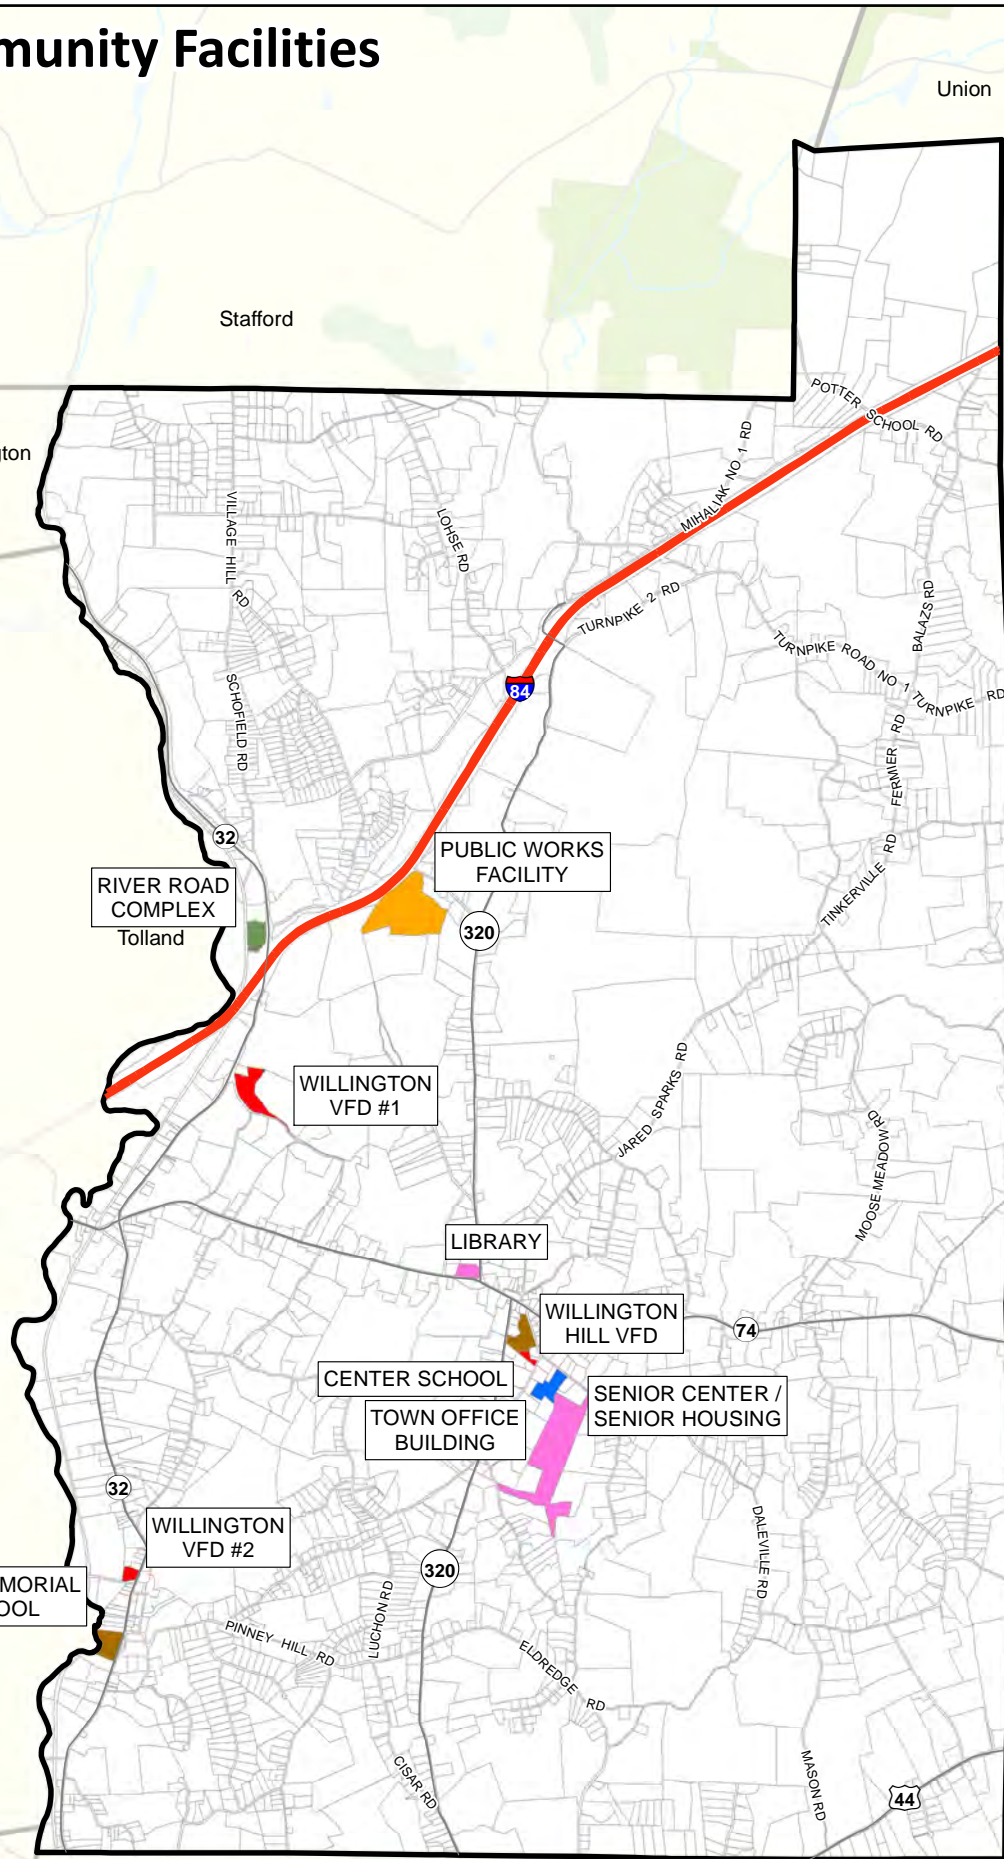 munity Facilities
Union
Stafford
gton
POTTER SCHOOL RD
MIHALIAK NO 1 RD
VILLAGE HILL RD
LOHSE RD
TURNPIKE 2 RD
BALAZS RD
TURNPIKE ROAD NO 1
TURNPIKE RD
84
SCHOFIELD RD
FERMIER RD
32
PUBLIC WORKS
FACILITY
TINKERVILLE RD
RIVER ROAD
COMPLEX
Tolland
320
WILLINGTON
VFD #1
JARED SPARKS RD
MOOSE MEADOW RD
LIBRARY
WILLINGTON
HILL VFD
74
CENTER SCHOOL
SENIOR CENTER /
SENIOR HOUSING
TOWN OFFICE
BUILDING
32
WILLINGTON
VFD #2
DALEVILLE RD
320
MORIAL
OOL
LUCHON RD
PINNEY HILL RD
ELDREDGE RD
CISAR RD
MASON RD
44